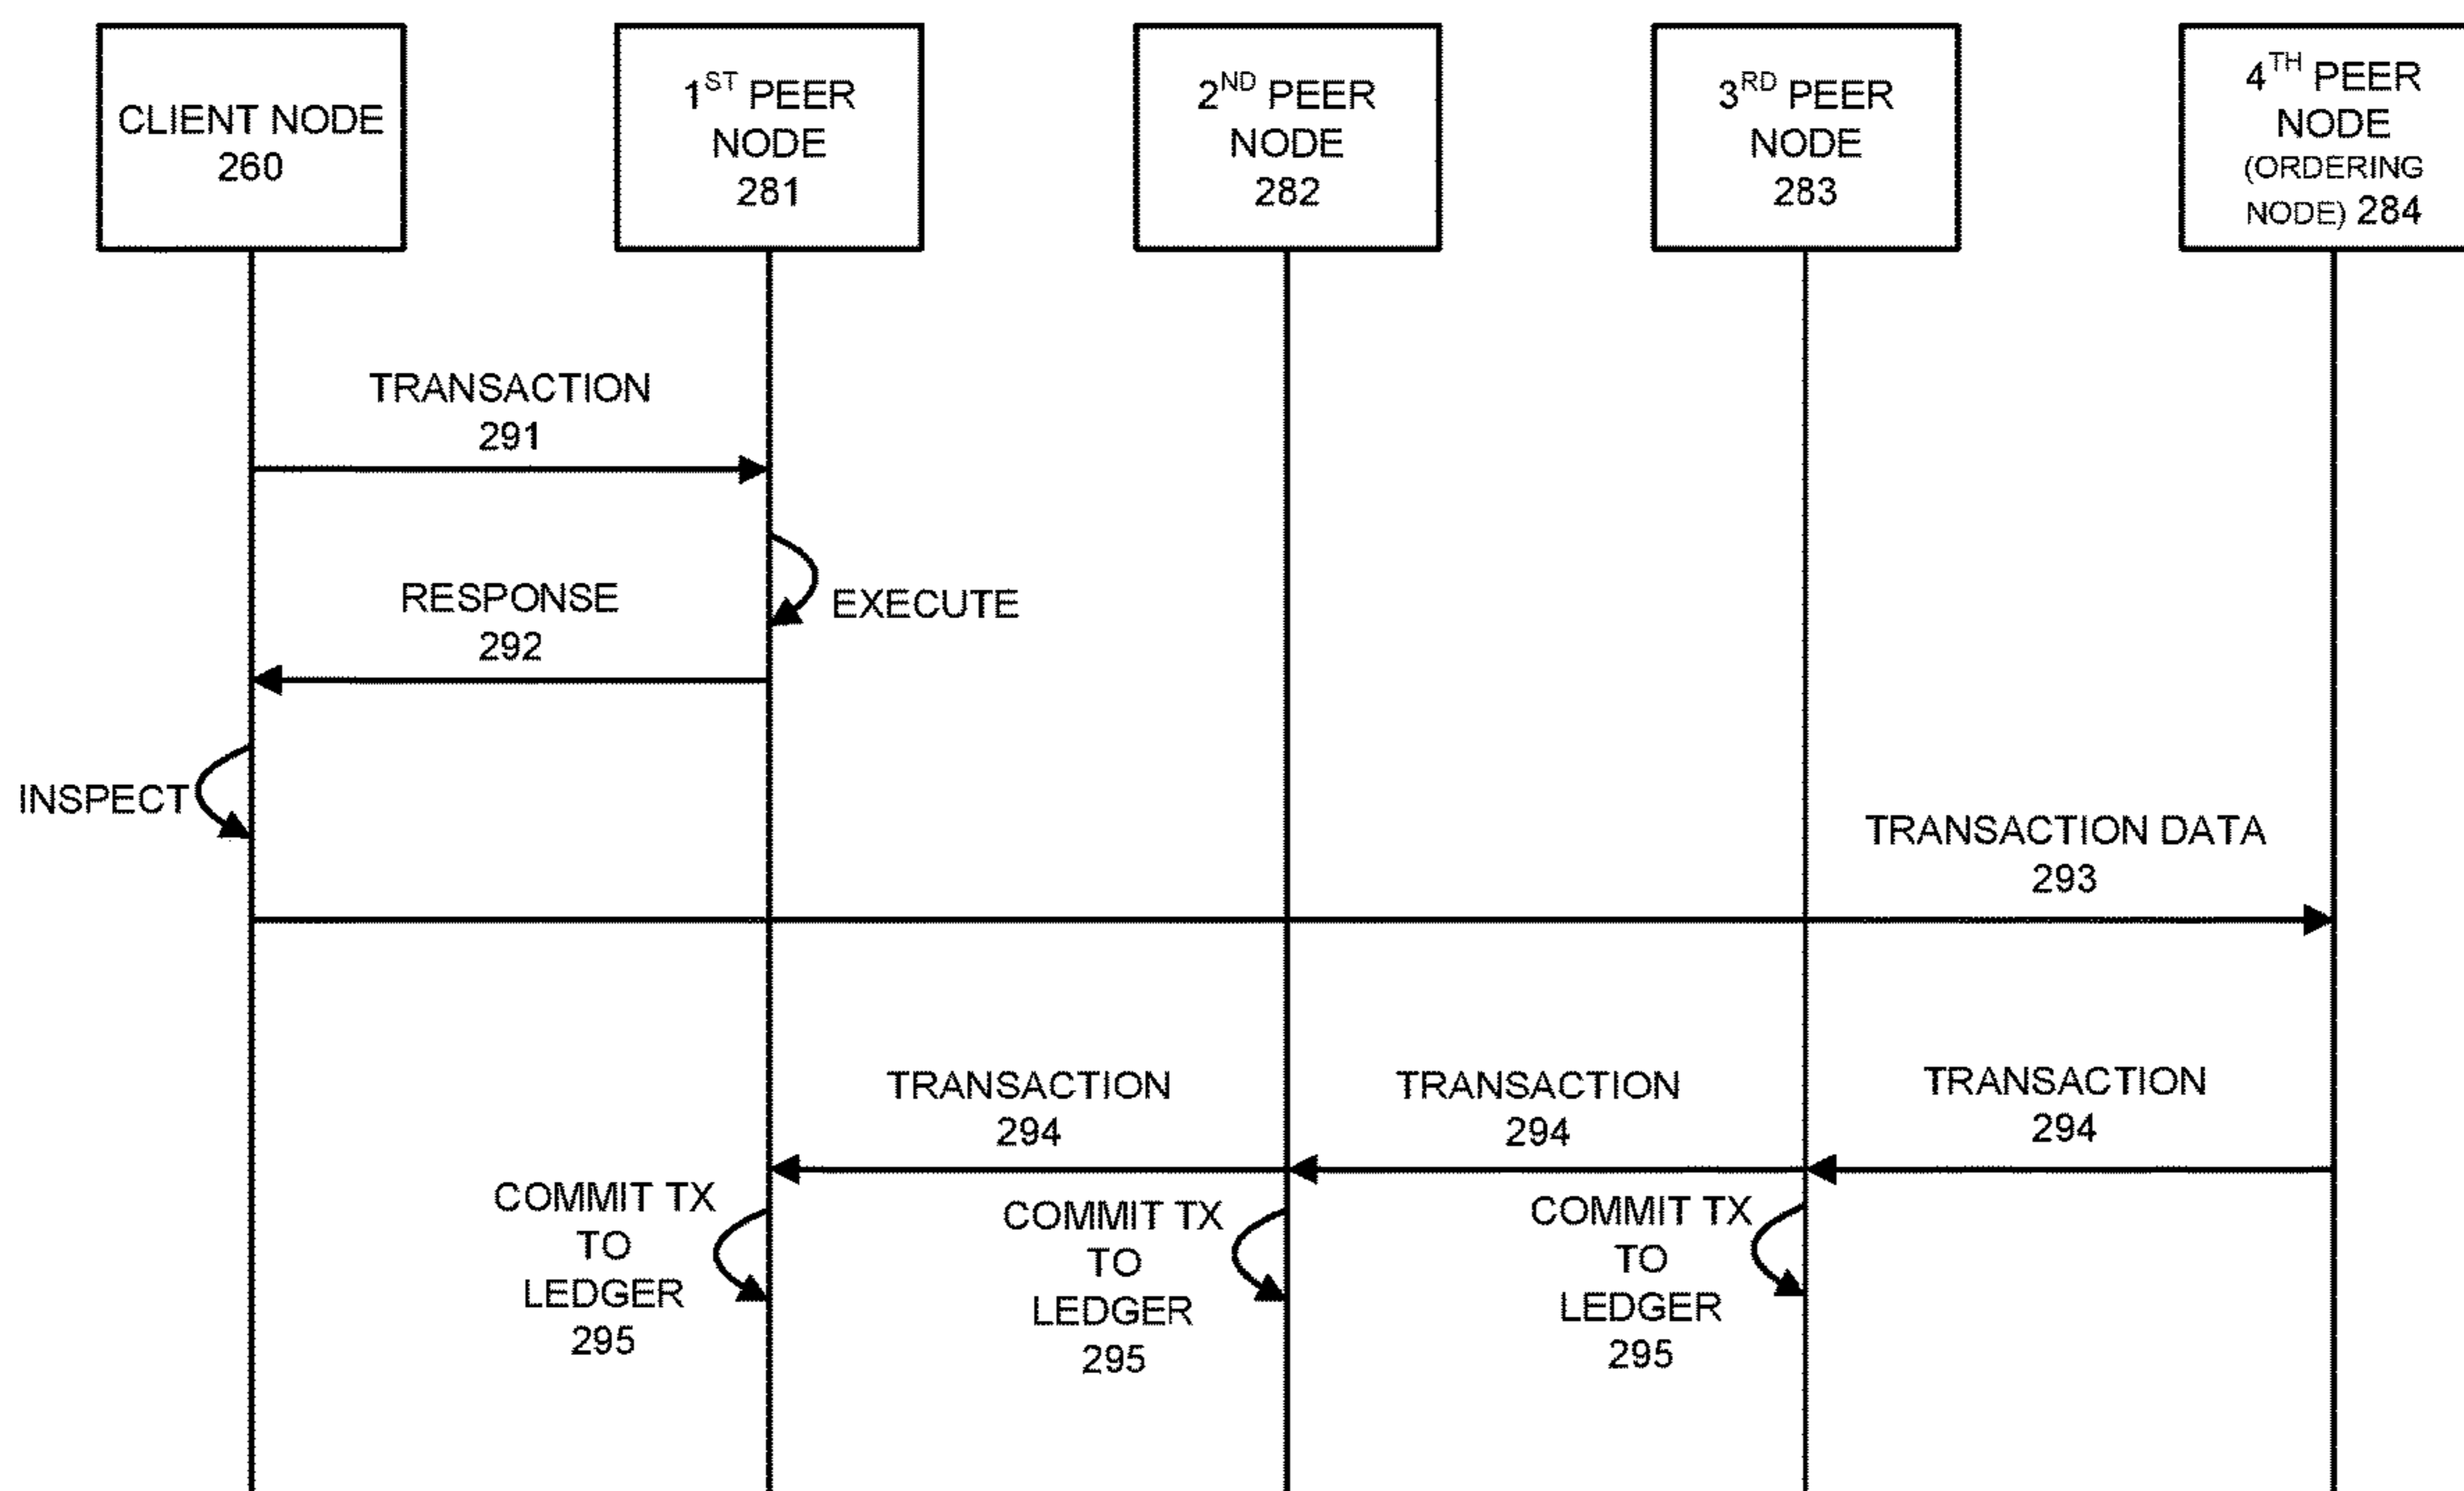 CLIENT NODE
260
1ST PEER
NODE
281
2ND PEER
NODE
282
3RD PEER
NODE
283
4TH PEER
NODE
(ORDERING
NODE) 284
TRANSACTION
291
EXECUTE
RESPONSE
292
INSPECT
TRANSACTION DATA
293
TRANSACTION
294
TRANSACTION
294
TRANSACTION
294
COMMIT TX
TO
LEDGER
295
COMMIT TX
TO
LEDGER
295
COMMIT TX
TO
LEDGER
295